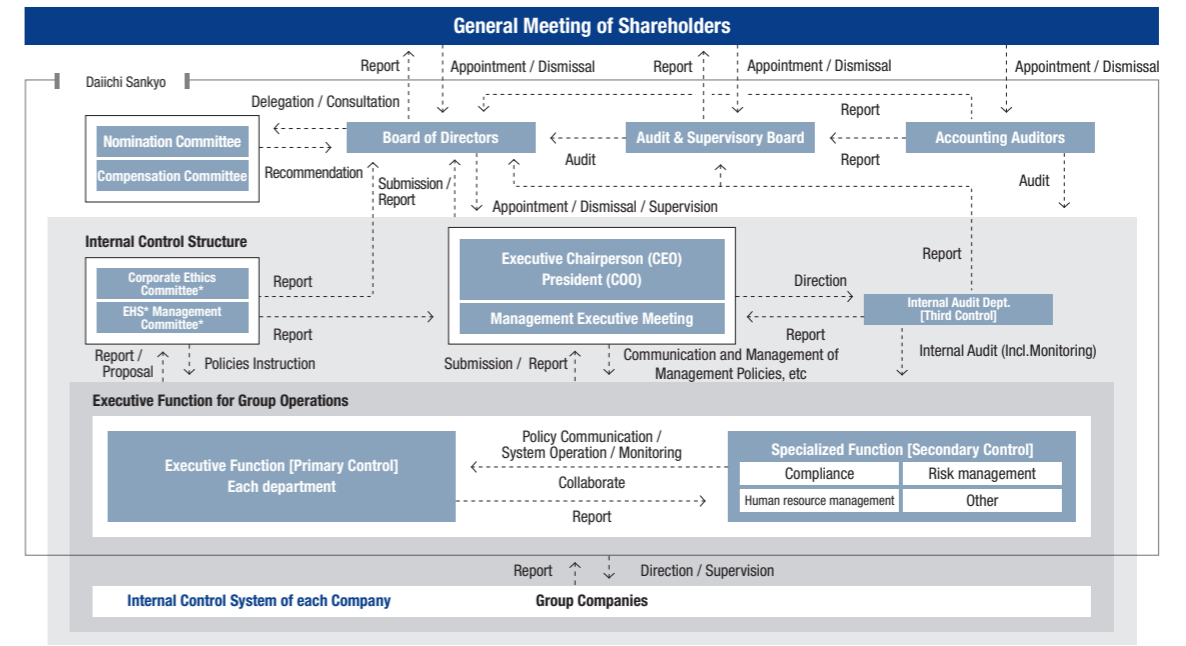 General Meeting of Shareholders
Report
Appointment / Dismissal
Report
Appointment / Dismissal
Appointment / Dismissal
Daiichi Sankyo
Delegation / Consultation
Report
Nomination Committee
Board of Directors
Audit & Supervisory Board
Accounting Auditors
Audit
Report
Compensation Committee
Recommendation
Submission /
Report
Audit
Appointment / Dismissal / Supervision
Internal Control Structure
Report
Corporate Ethics
Committee*
Report
Executive Chairperson (CEO)
President (COO)
Direction
EHS* Management
Committee*
Report
Management Executive Meeting
Report
Internal Audit Dept.
[Third Control]
Report /
Proposal
Policies Instruction
Submission / Report
Communication and Management of
Management Policies, etc
Internal Audit (Incl.Monitoring)
Executive Function for Group Operations
Executive Function [Primary Control]
Each department
Policy Communication /
System Operation / Monitoring
Collaborate
Report
Specialized Function [Secondary Control]
Compliance
Risk management
Human resource management
Other
Report
Direction / Supervision
Internal Control System of each Company
Group Companies